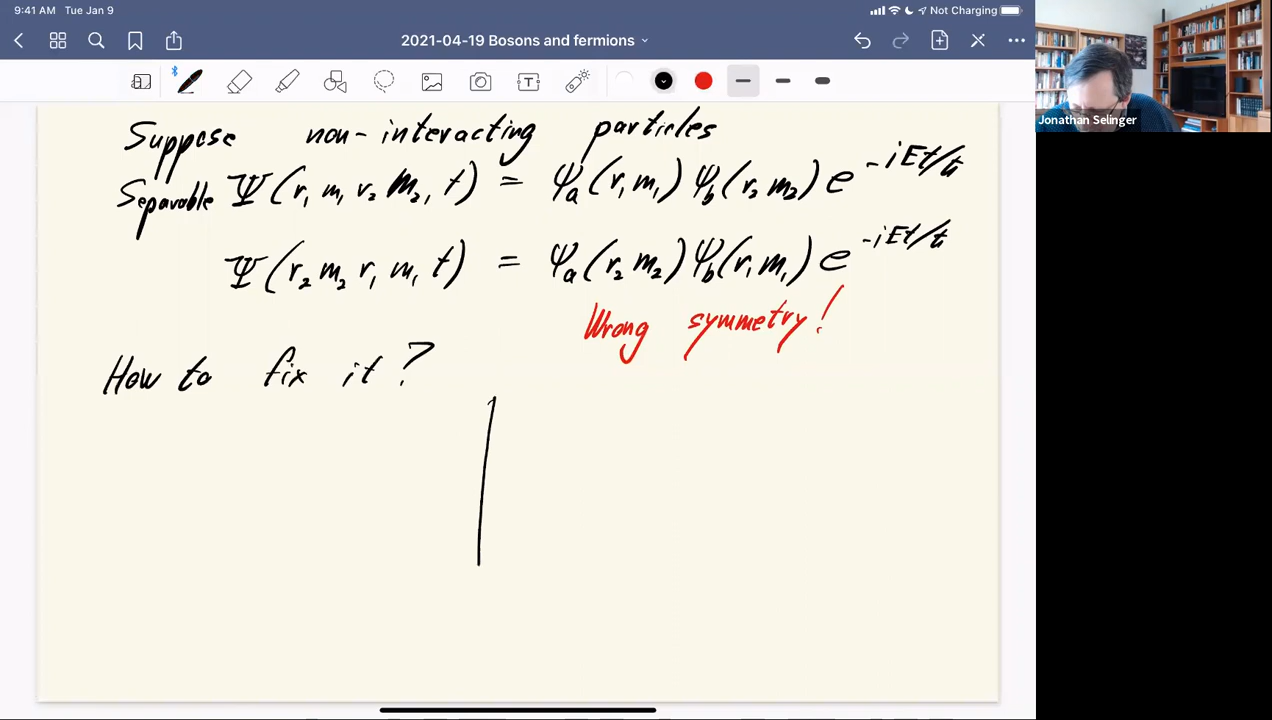 9:41 AM Tue Jan 9
Not Charging
2021-04-19 Bosons and fermions
Jonathan Selinger
Suppose non-interacting particles
Separable Ψ(r₁ m₁ r₂ m₂, t) = ψₐ(r₁ m₁) ψ_b(r₂ m₂) e^{-iEt/ħ}
Ψ(r₂ m₂ r₁ m₁ t) = ψₐ(r₂ m₂) ψ_b(r₁ m₁) e^{-iEt/ħ}
Wrong symmetry!
How to fix it?